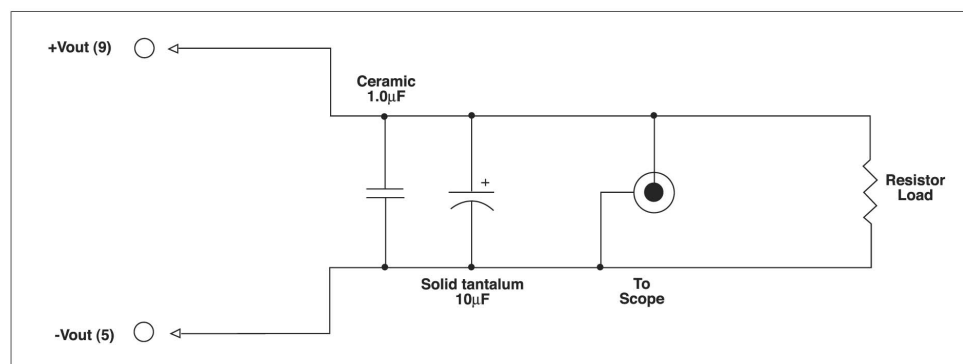 +Vout (9)
Ceramic
1.0μF
+
Resistor
Load
Solid tantalum
10μF
To
Scope
-Vout (5)